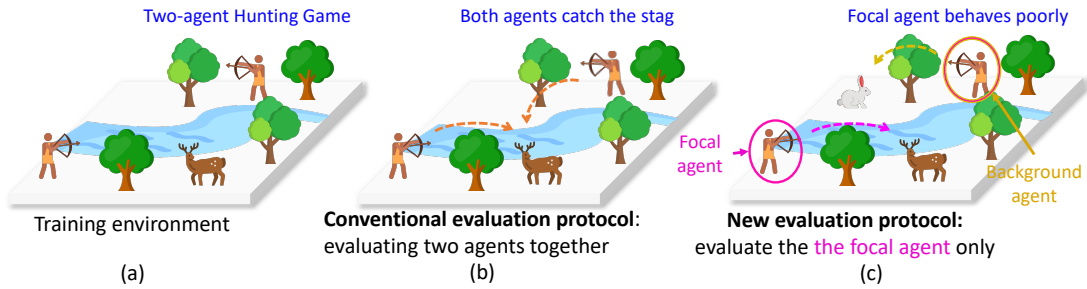 Two-agent Hunting Game
Training environment
(a)
Both agents catch the stag
Conventional evaluation protocol:
evaluating two agents together
(b)
Focal agent behaves poorly
Focal
agent
Background
agent
New evaluation protocol:
evaluate the the focal agent only
(c)